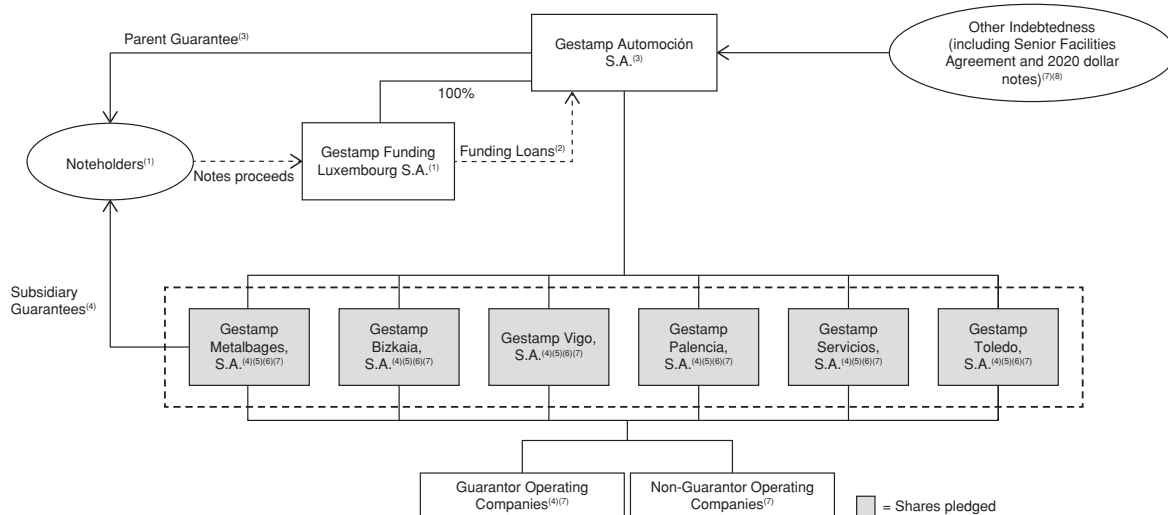 Parent Guarantee(3)
Gestamp Automoción
S.A.(3)
Other Indebtedness
(including Senior Facilities
Agreement and 2020 dollar
notes)(7)(8)
100%
Noteholders(1)
Notes proceeds
Gestamp Funding
Luxembourg S.A.(1)
Funding Loans(2)
Subsidiary
Guarantees(4)
Gestamp
Metalbages,
S.A.(4)(5)(6)(7)
Gestamp
Bizkaia,
S.A.(4)(5)(6)(7)
Gestamp Vigo,
S.A.(4)(5)(6)(7)
Gestamp
Palencia,
S.A.(4)(5)(6)(7)
Gestamp
Servicios,
S.A.(4)(5)(6)(7)
Gestamp
Toledo,
S.A.(4)(5)(6)(7)
Guarantor Operating
Companies(4)(7)
Non-Guarantor Operating
Companies(7)
= Shares pledged